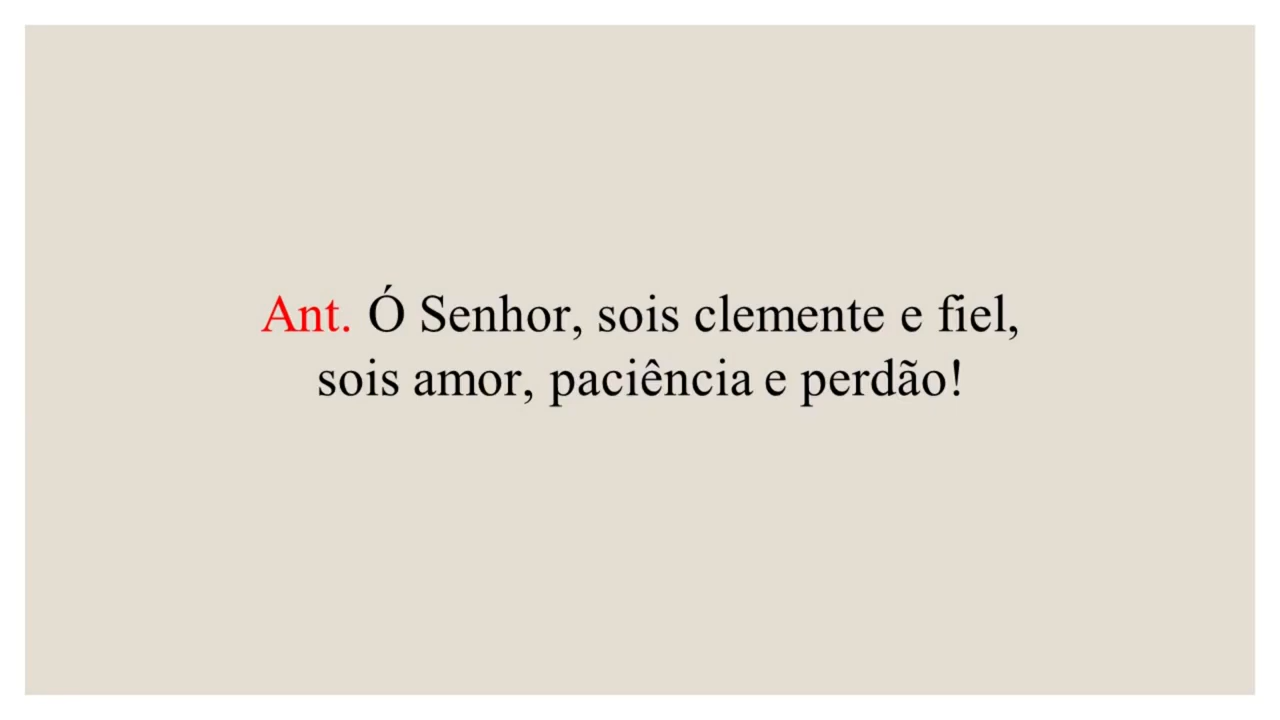 Ant. Ó Senhor, sois clemente e fiel,
sois amor, paciência e perdão!